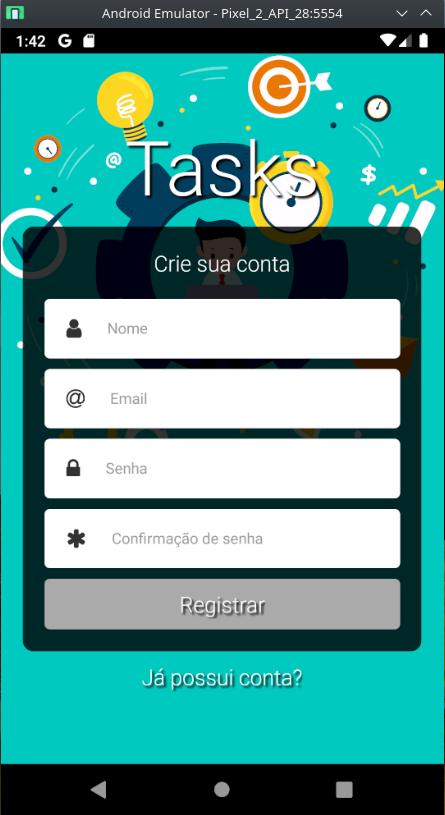 Android Emulator - Pixel_2_API_28:5554
1:42 G
@
$
Tasks
Crie sua conta
Nome
@ Email
Senha
Confirmação de senha
Registrar
Já possui conta?